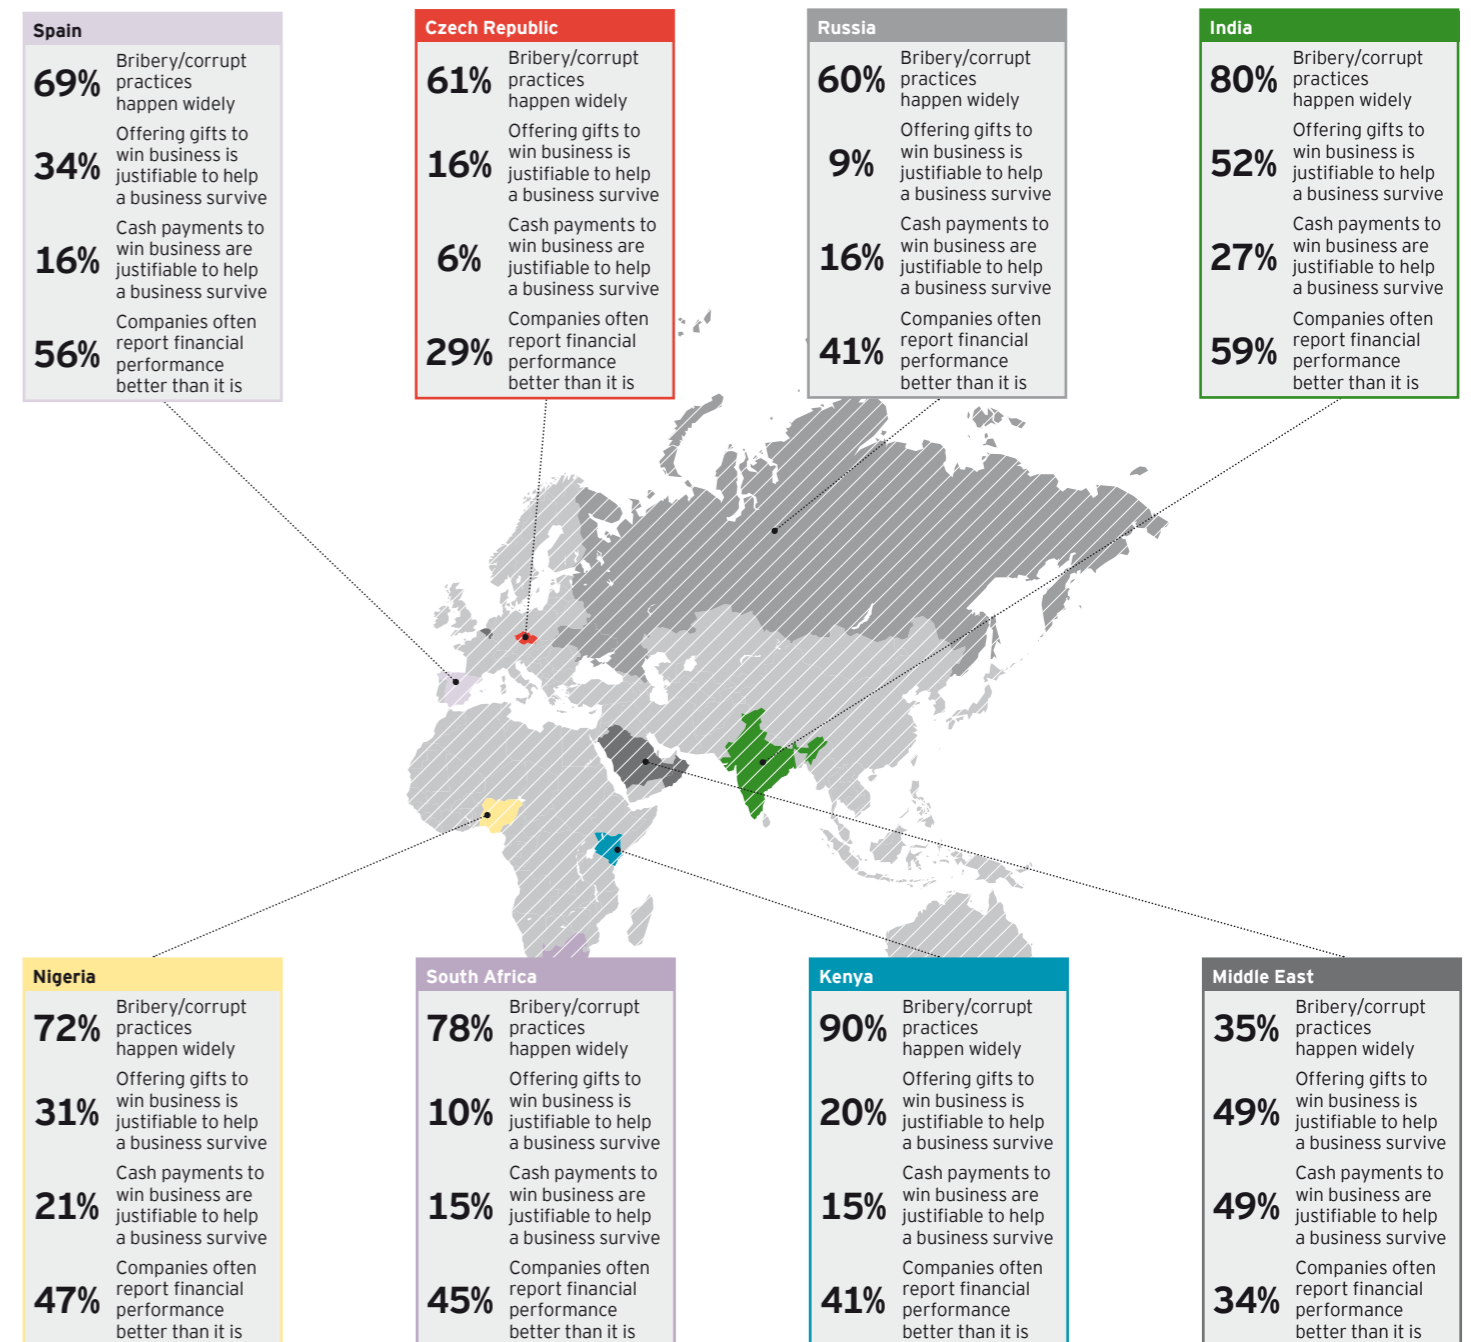 Spain
69%
Bribery/corrupt
practices
happen widely
34%
Offering gifts to
win business is
justifiable to help
a business survive
16%
Cash payments to
win business are
justifiable to help
a business survive
56%
Companies often
report financial
performance
better than it is
Czech Republic
61%
Bribery/corrupt
practices
happen widely
16%
Offering gifts to
win business is
justifiable to help
a business survive
6%
Cash payments to
win business are
justifiable to help
a business survive
29%
Companies often
report financial
performance
better than it is
Russia
60%
Bribery/corrupt
practices
happen widely
9%
Offering gifts to
win business is
justifiable to help
a business survive
16%
Cash payments to
win business are
justifiable to help
a business survive
41%
Companies often
report financial
performance
better than it is
India
80%
Bribery/corrupt
practices
happen widely
52%
Offering gifts to
win business is
justifiable to help
a business survive
27%
Cash payments to
win business are
justifiable to help
a business survive
59%
Companies often
report financial
performance
better than it is
Nigeria
72%
Bribery/corrupt
practices
happen widely
31%
Offering gifts to
win business is
justifiable to help
a business survive
21%
Cash payments to
win business are
justifiable to help
a business survive
47%
Companies often
report financial
performance
better than it is
South Africa
78%
Bribery/corrupt
practices
happen widely
10%
Offering gifts to
win business is
justifiable to help
a business survive
15%
Cash payments to
win business are
justifiable to help
a business survive
45%
Companies often
report financial
performance
better than it is
Kenya
90%
Bribery/corrupt
practices
happen widely
20%
Offering gifts to
win business is
justifiable to help
a business survive
15%
Cash payments to
win business are
justifiable to help
a business survive
41%
Companies often
report financial
performance
better than it is
Middle East
35%
Bribery/corrupt
practices
happen widely
49%
Offering gifts to
win business is
justifiable to help
a business survive
49%
Cash payments to
win business are
justifiable to help
a business survive
34%
Companies often
report financial
performance
better than it is